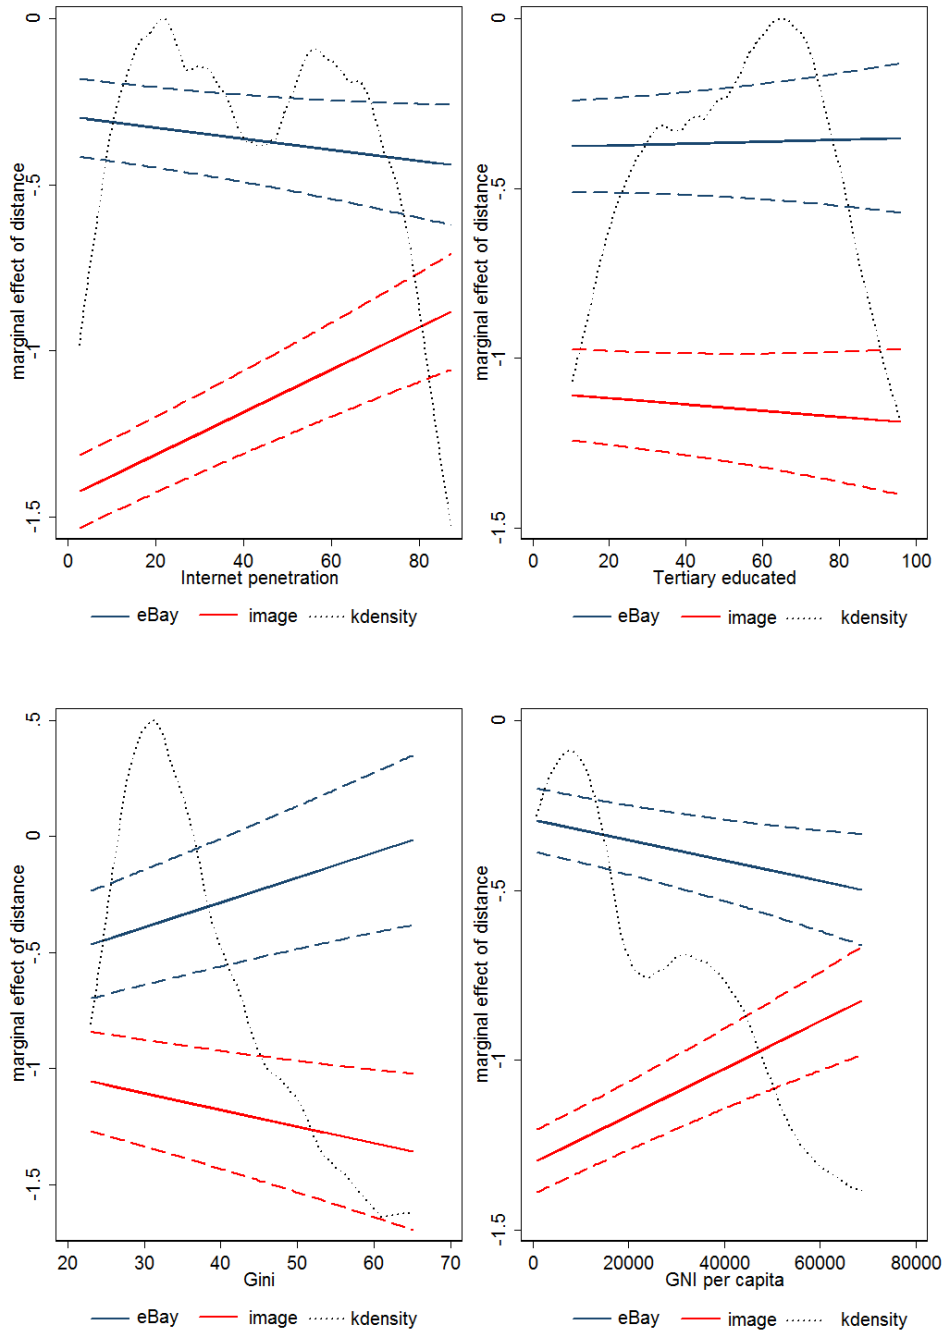 marginal effect of distance
0
-.5
-1
-1.5
0 20 40 60 80
Internet penetration
eBay image kdensity
marginal effect of distance
0
-.5
-1
-1.5
0 20 40 60 80 100
Tertiary educated
eBay image kdensity
marginal effect of distance
.5
0
-.5
-1
-1.5
20 30 40 50 60 70
Gini
eBay image kdensity
marginal effect of distance
0
-.5
-1
-1.5
0 20000 40000 60000 80000
GNI per capita
eBay image kdensity